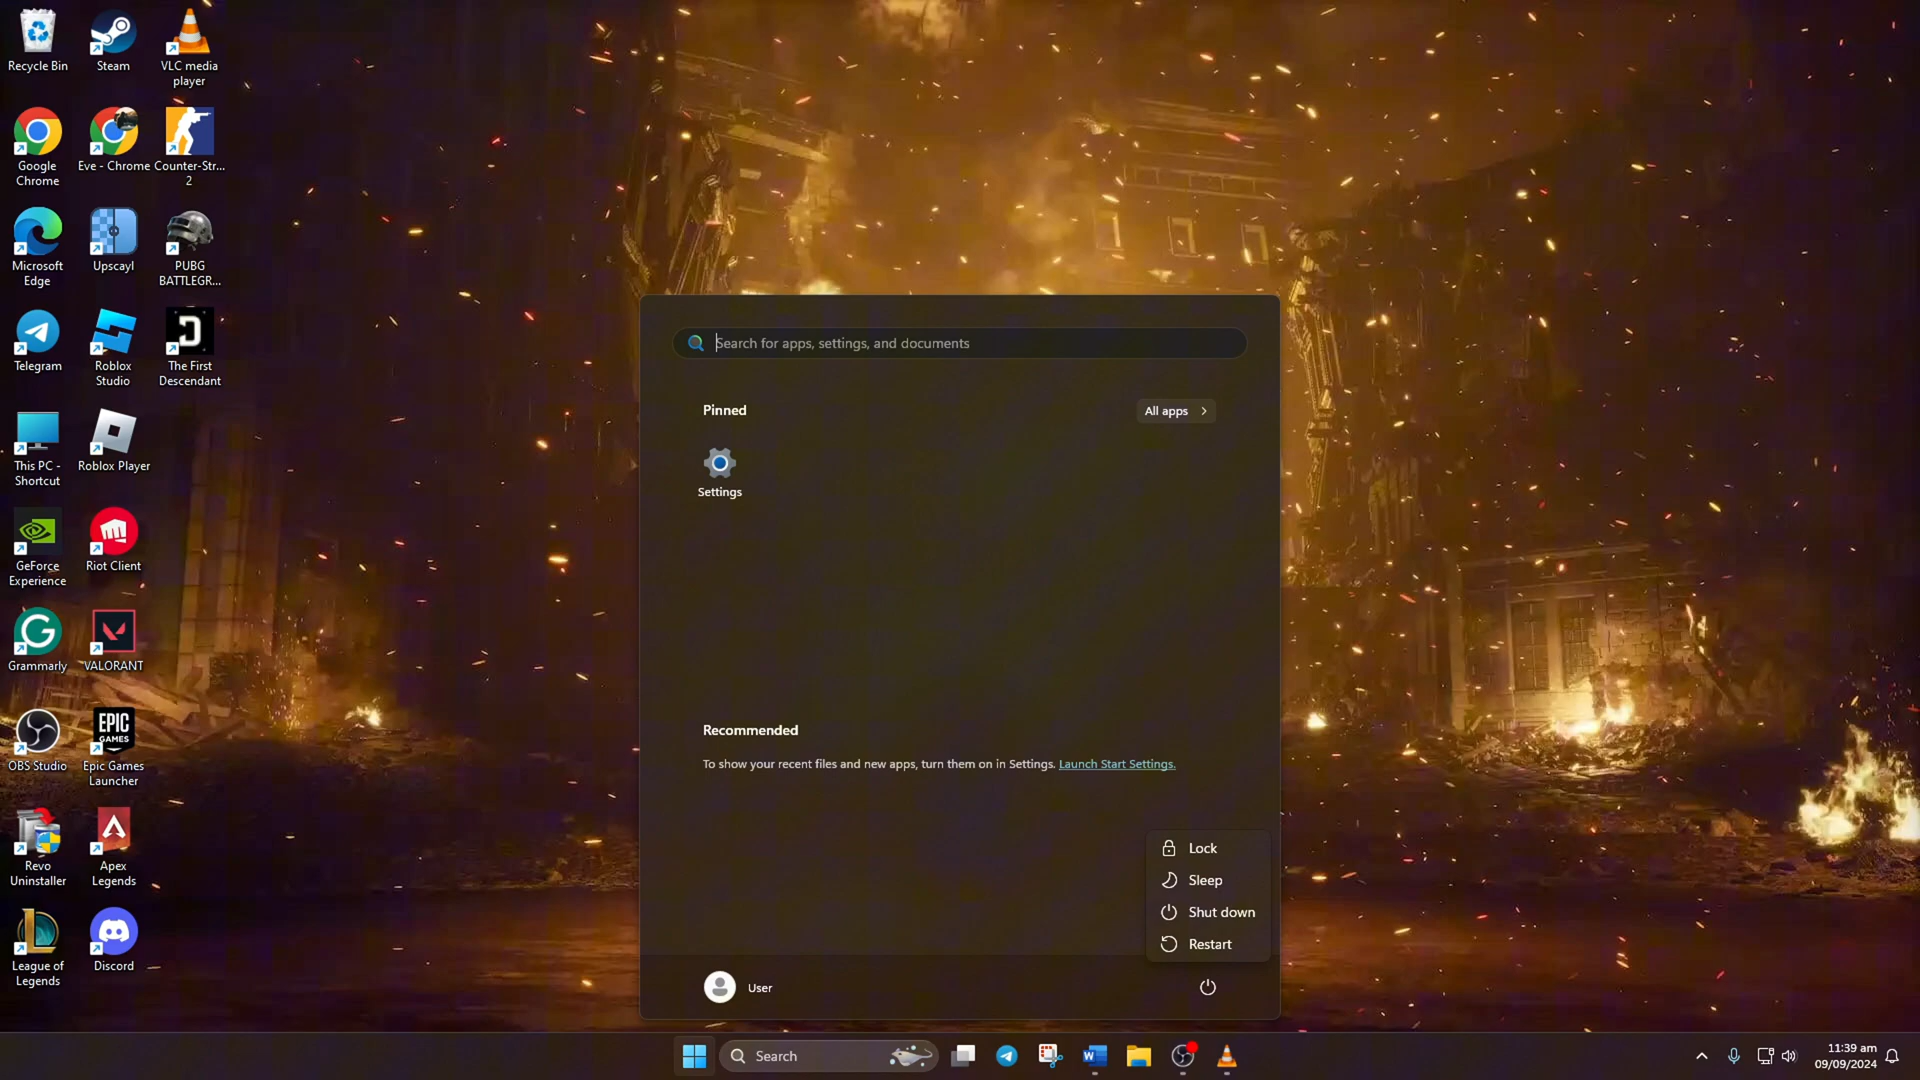 Recycle Bin
Steam
VLC media
player
Google
Chrome
Eve - Chrome
Counter-Str...
2
Microsoft
Edge
Upscayl
PUBG
BATTLEGR...
Telegram
Roblox
Studio
The First
Descendant
This PC -
Shortcut
Roblox Player
GeForce
Experience
Riot Client
Grammarly
VALORANT
OBS Studio
EPIC
GAMES
Epic Games
Launcher
Revo
Uninstaller
Apex
Legends
League of
Legends
Discord
Search for apps, settings, and documents
Pinned
All apps
Settings
Recommended
To show your recent files and new apps, turn them on in Settings. Launch Start Settings.
Lock
Sleep
Shut down
Restart
User
Search
11:39 am
09/09/2024